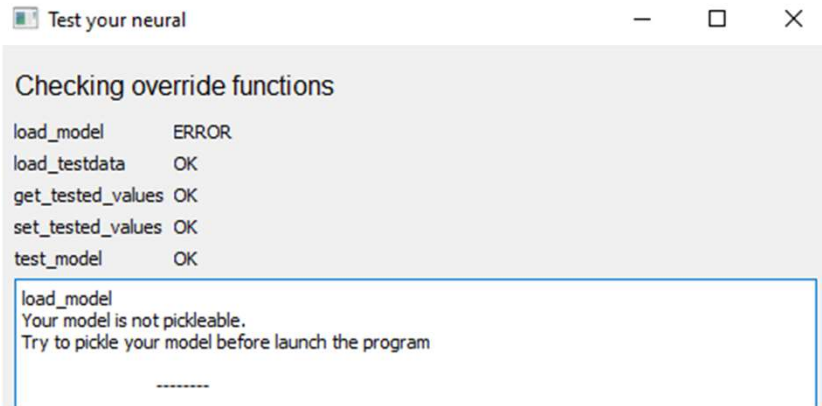 Test your neural
Checking override functions
load_model ERROR
load_testdata OK
get_tested_values OK
set_tested_values OK
test_model OK
load_model
Your model is not pickleable.
Try to pickle your model before launch the program
--------